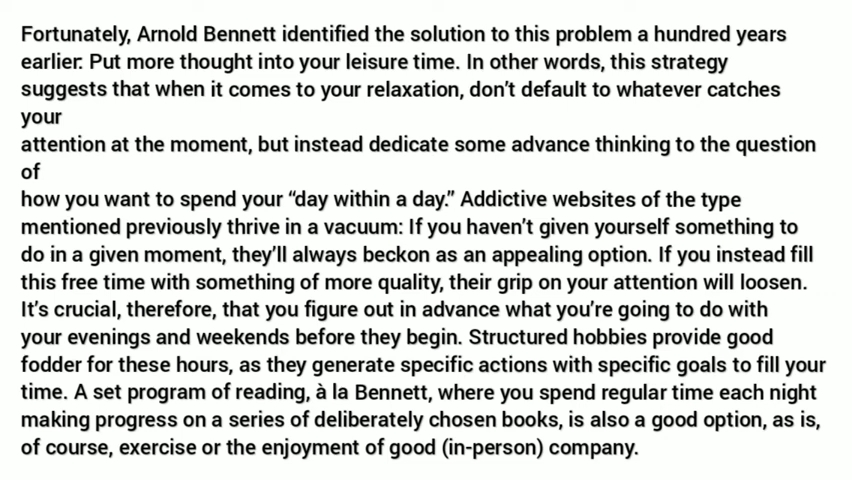 Fortunately, Arnold Bennett identified the solution to this problem a hundred years
earlier: Put more thought into your leisure time. In other words, this strategy
suggests that when it comes to your relaxation, don’t default to whatever catches
your
attention at the moment, but instead dedicate some advance thinking to the question
of
how you want to spend your “day within a day.” Addictive websites of the type
mentioned previously thrive in a vacuum: If you haven’t given yourself something to
do in a given moment, they’ll always beckon as an appealing option. If you instead fill
this free time with something of more quality, their grip on your attention will loosen.
It’s crucial, therefore, that you figure out in advance what you’re going to do with
your evenings and weekends before they begin. Structured hobbies provide good
fodder for these hours, as they generate specific actions with specific goals to fill your
time. A set program of reading, à la Bennett, where you spend regular time each night
making progress on a series of deliberately chosen books, is also a good option, as is,
of course, exercise or the enjoyment of good (in-person) company.